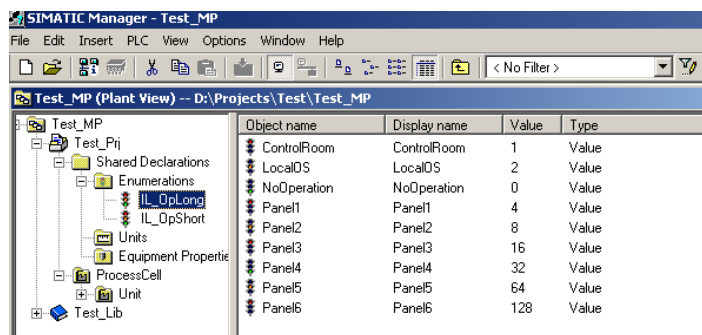 SIMATIC Manager - Test_MP
File Edit Insert PLC View Options Window Help
< No Filter >
Test_MP (Plant View) -- D:\Projects\Test\Test_MP
Test_MP
Test_Prj
Shared Declarations
Enumerations
IL_OpLong
IL_OpShort
Units
Equipment Propertie
ProcessCell
Unit
Test_Lib
Object name Display name Value Type
ControlRoom ControlRoom 1 Value
LocalOS LocalOS 2 Value
NoOperation NoOperation 0 Value
Panel1 Panel1 4 Value
Panel2 Panel2 8 Value
Panel3 Panel3 16 Value
Panel4 Panel4 32 Value
Panel5 Panel5 64 Value
Panel6 Panel6 128 Value